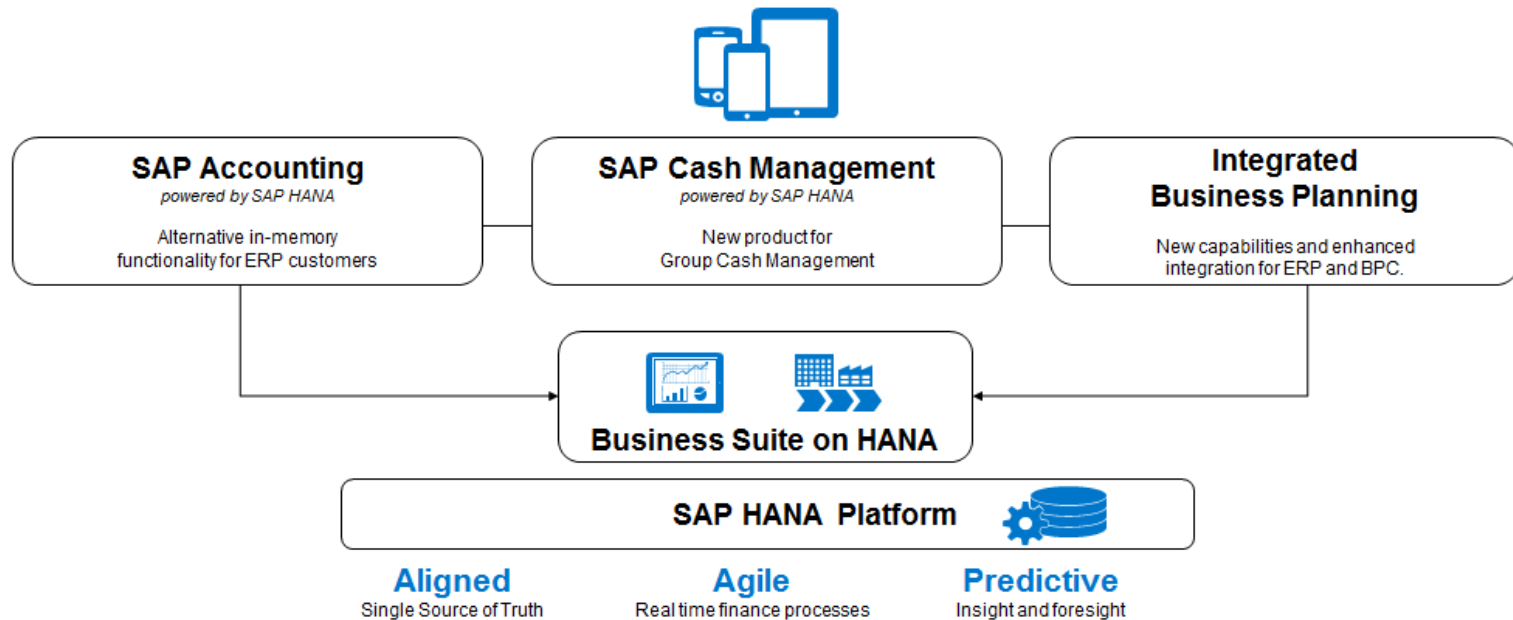 SAP Accounting
powered by SAP HANA
Alternative in-memory
functionality for ERP customers
SAP Cash Management
powered by SAP HANA
New product for
Group Cash Management
Integrated
Business Planning
New capabilities and enhanced
integration for ERP and BPC.
Business Suite on HANA
SAP HANA Platform
Aligned
Single Source of Truth
Agile
Real time finance processes
Predictive
Insight and foresight